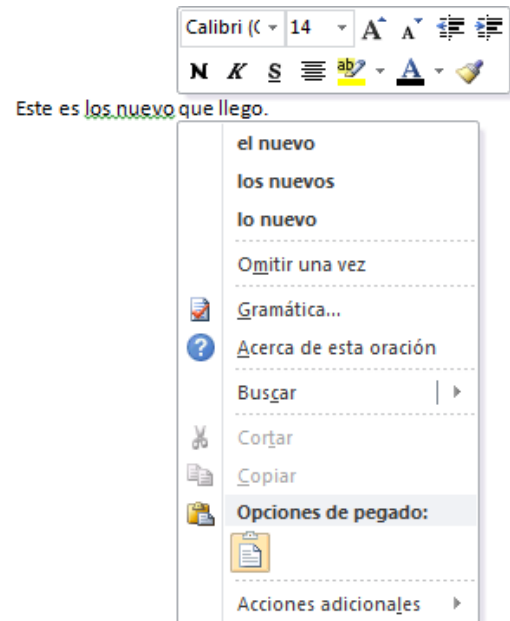 Calibri (C 14 A A
N K S ab A
Este es los nuevo que llego.
el nuevo
los nuevos
lo nuevo
Omitir una vez
Gramática...
Acerca de esta oración
Buscar
Cortar
Copiar
Opciones de pegado:
Acciones adicionales